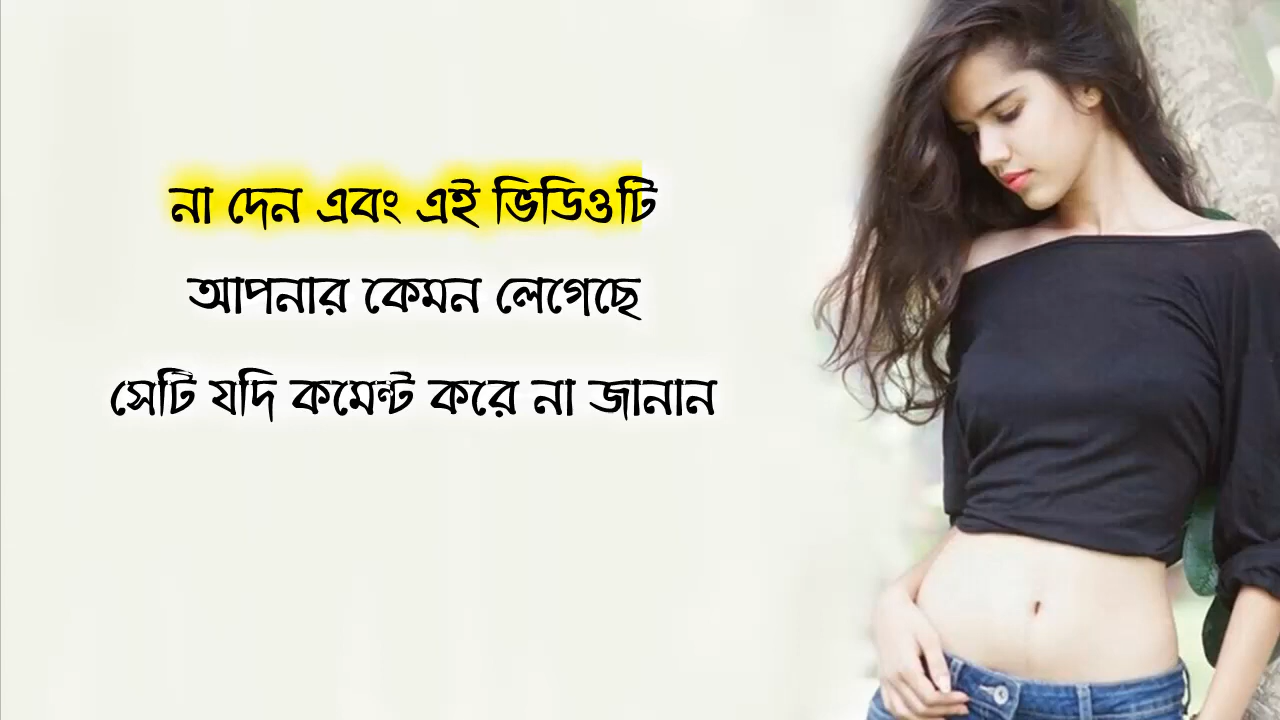 না দেন এবং এই ভিডিওটি
আপনার কেমন লেগেছে
সেটি যদি কমেন্ট করে না জানান